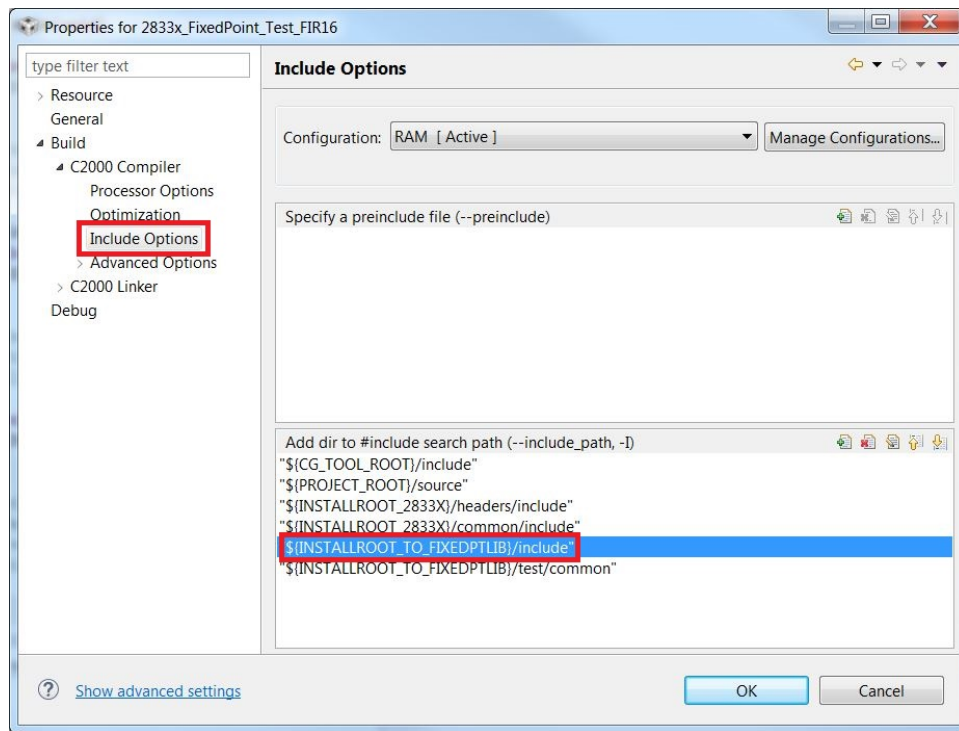 Properties for 2833x_FixedPoint_Test_FIR16
type filter text
Resource
General
Build
C2000 Compiler
Processor Options
Optimization
Include Options
Advanced Options
C2000 Linker
Debug
Include Options
Configuration: RAM [ Active ] Manage Configurations...
Specify a preinclude file (--preinclude)
Add dir to #include search path (--include_path, -I)
"${CG_TOOL_ROOT}/include"
"${PROJECT_ROOT}/source"
"${INSTALLROOT_2833X}/headers/include"
"${INSTALLROOT_2833X}/common/include"
"${INSTALLROOT_TO_FIXEDPTLIB}/include"
"${INSTALLROOT_TO_FIXEDPTLIB}/test/common"
? Show advanced settings
OK Cancel